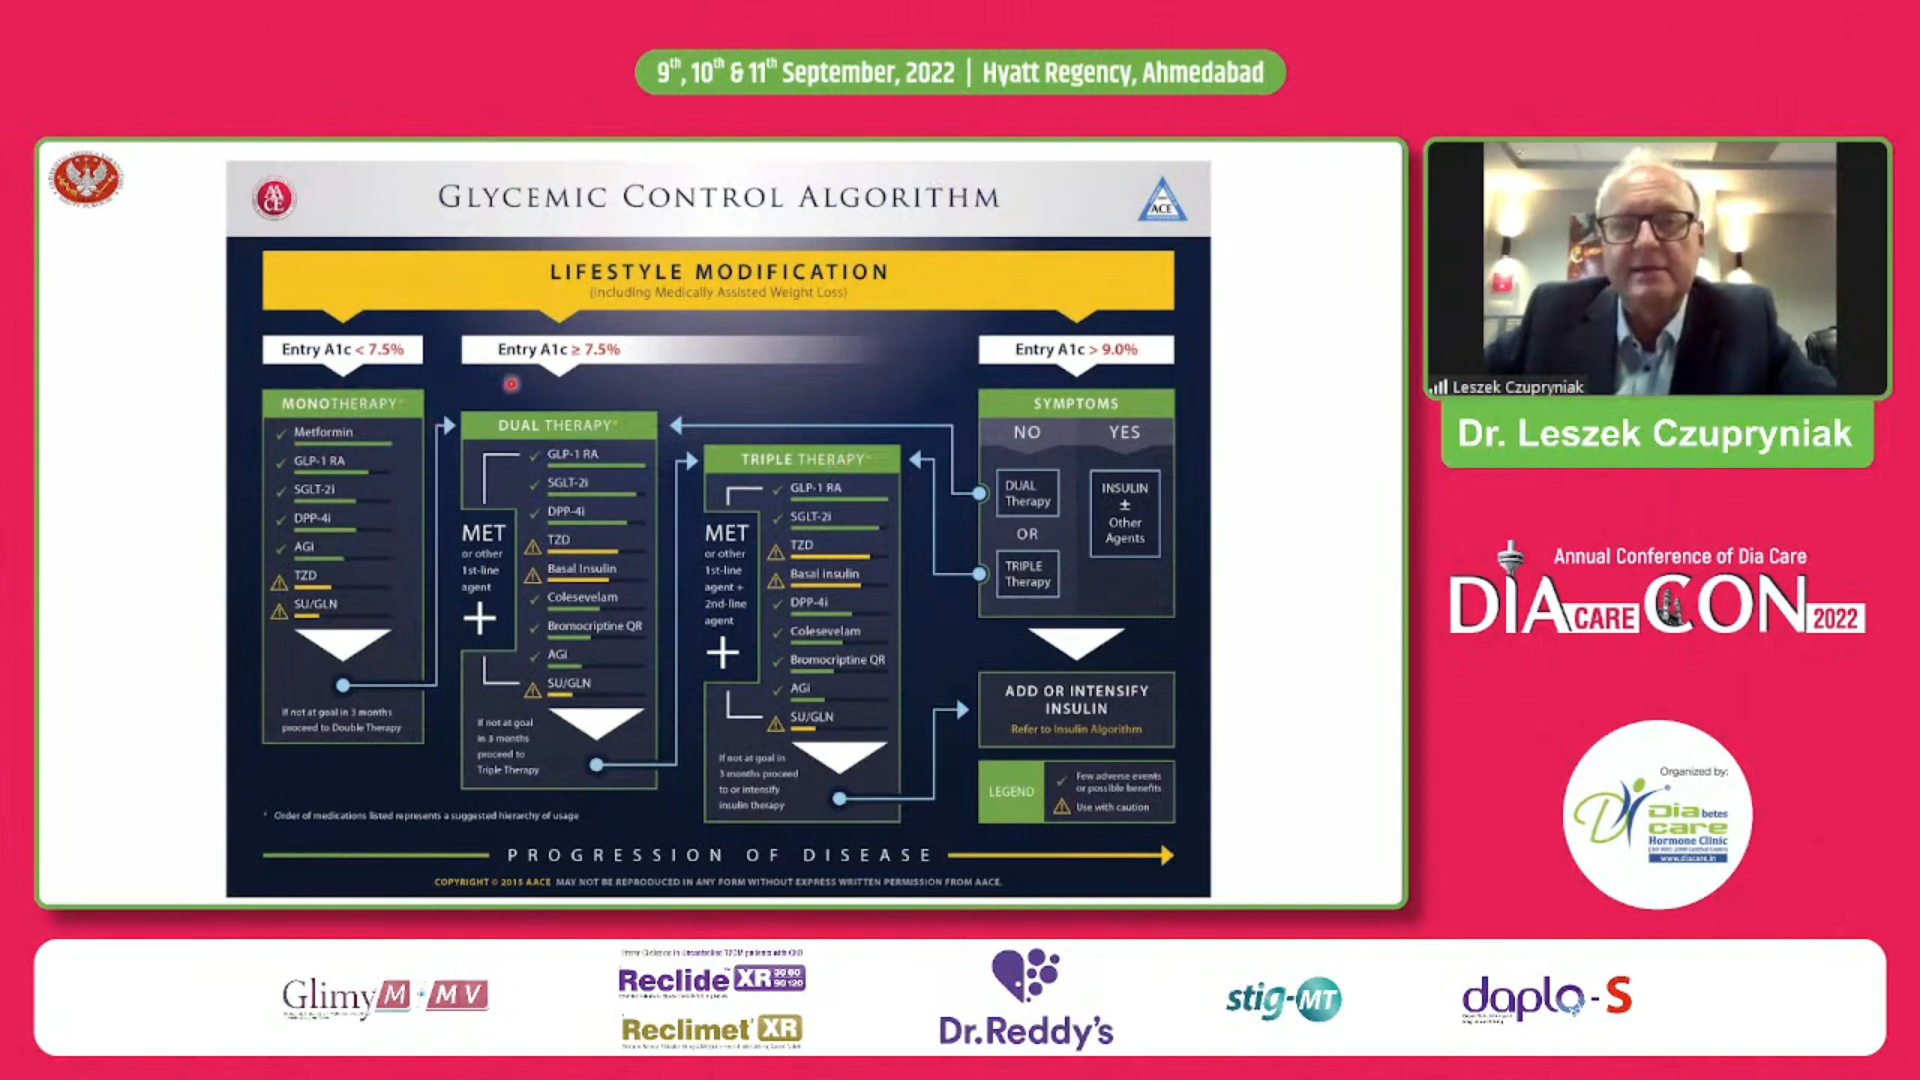 9th, 10th & 11th September, 2022 | Hyatt Regency, Ahmedabad
AACE
GLYCEMIC CONTROL ALGORITHM
ACE
LIFESTYLE MODIFICATION
(Including Medically Assisted Weight Loss)
Entry A1c < 7.5%
Entry A1c ≥ 7.5%
Entry A1c > 9.0%
MONOTHERAPY*
Metformin
GLP-1 RA
SGLT-2i
DPP-4i
AGi
TZD
SU/GLN
If not at goal in 3 months
proceed to Double Therapy
DUAL THERAPY*
GLP-1 RA
SGLT-2i
DPP-4i
TZD
Basal Insulin
Colesevelam
Bromocriptine QR
AGi
SU/GLN
MET
or other
1st-line
agent
+
If not at goal
in 3 months
proceed to
Triple Therapy
TRIPLE THERAPY*
GLP-1 RA
SGLT-2i
TZD
Basal insulin
DPP-4i
Colesevelam
Bromocriptine QR
AGi
SU/GLN
MET
or other
1st-line
agent +
2nd-line
agent
+
If not at goal in
3 months proceed
to or intensify
insulin therapy
SYMPTOMS
NO
YES
DUAL
Therapy
OR
TRIPLE
Therapy
INSULIN
±
Other
Agents
ADD OR INTENSIFY
INSULIN
Refer to Insulin Algorithm
LEGEND
Few adverse events
or possible benefits
Use with caution
* Order of medications listed represents a suggested hierarchy of usage
PROGRESSION OF DISEASE
COPYRIGHT © 2015 AACE MAY NOT BE REPRODUCED IN ANY FORM WITHOUT EXPRESS WRITTEN PERMISSION FROM AACE.
Leszek Czupryniak
Dr. Leszek Czupryniak
Annual Conference of Dia Care
DIA CARE CON 2022
Organized by:
Diabetes
care
Hormone Clinic
www.diacare.in
Glimy M - MV
Reclide XR 30 60
90 120
Reclimet XR
Dr.Reddy's
stig-MT
daplo-S